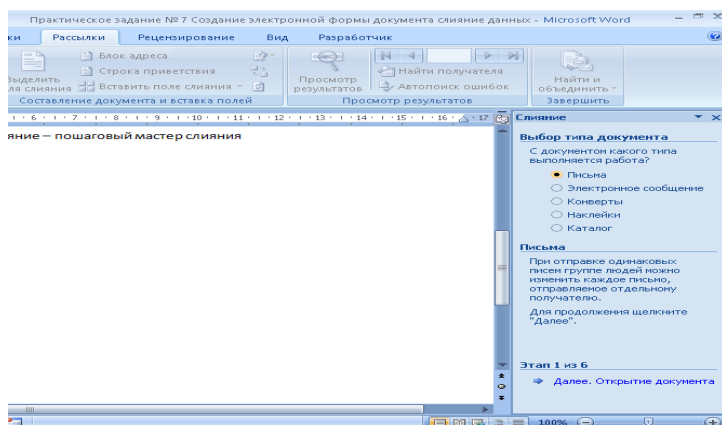 Практическое задание № 7 Создание электронной формы документа слияние данных - Microsoft Word
ки Рассылки Рецензирование Вид Разработчик
Блок адреса
Строка приветствия
Выделить
ля слияния
Вставить поле слияния
Составление документа и вставка полей
Просмотр
результатов
Найти получателя
Автопоиск ошибок
Просмотр результатов
Найти и
объединить
Завершить
6 7 8 9 10 11 12 13 14 15 16 17
яние – пошаговый мастер слияния
Слияние
Выбор типа документа
С документом какого типа
выполняется работа?
Письма
Электронное сообщение
Конверты
Наклейки
Каталог
Письма
При отправке одинаковых
писем группе людей можно
изменить каждое письмо,
отправляемое отдельному
получателю.
Для продолжения щелкните
"Далее".
Этап 1 из 6
Далее. Открытие документа
100%